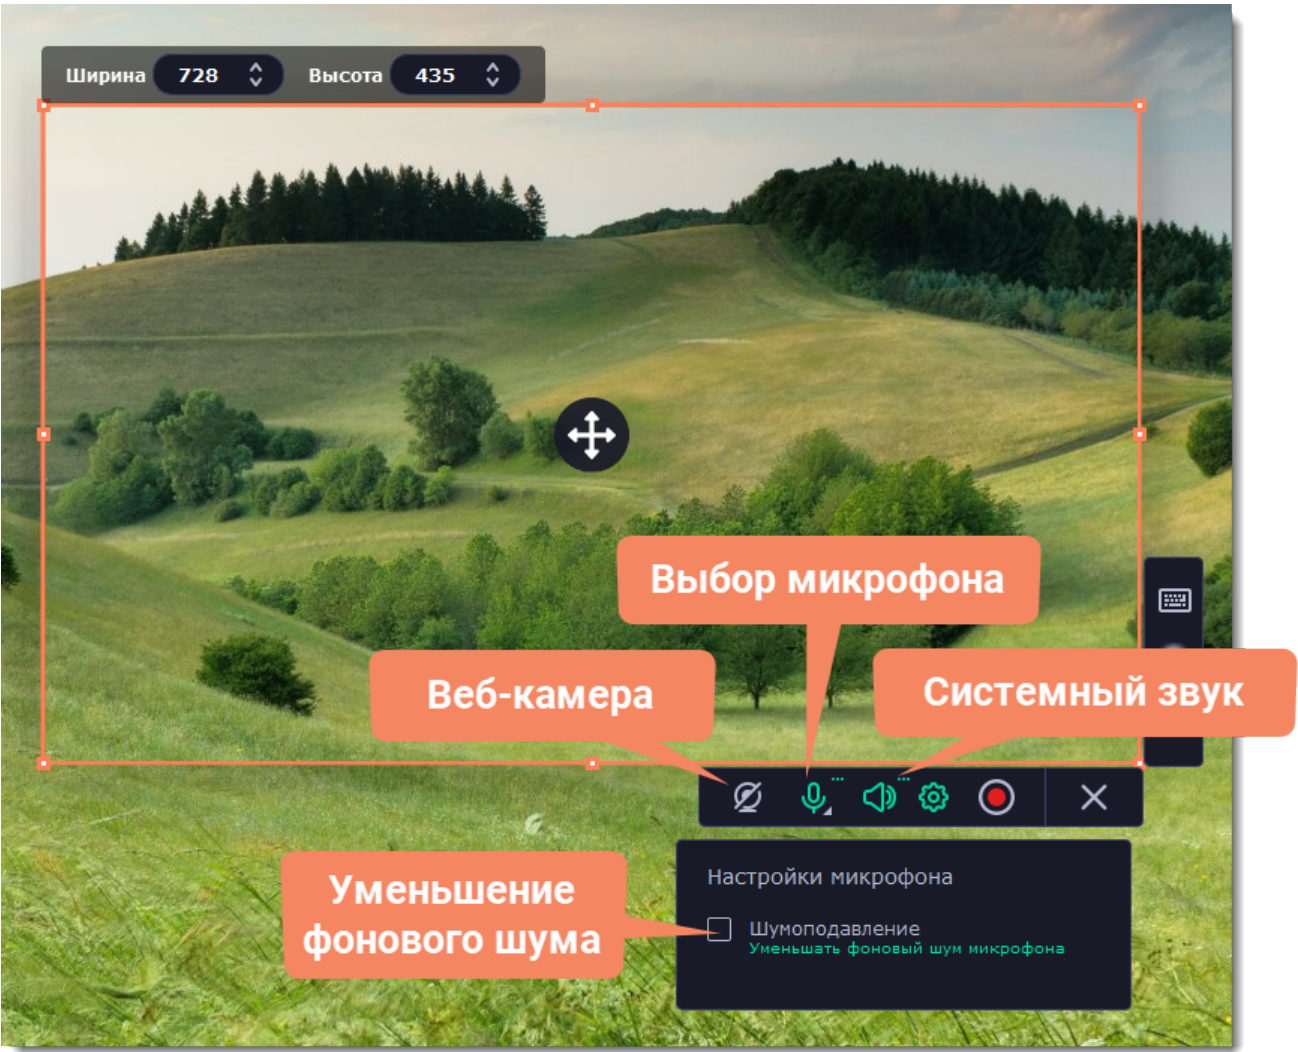 Ширина 728 Высота 435
Выбор микрофона
Веб-камера
Системный звук
Настройки микрофона
Уменьшение
фонового шума
Шумоподавление
Уменьшать фоновый шум микрофона